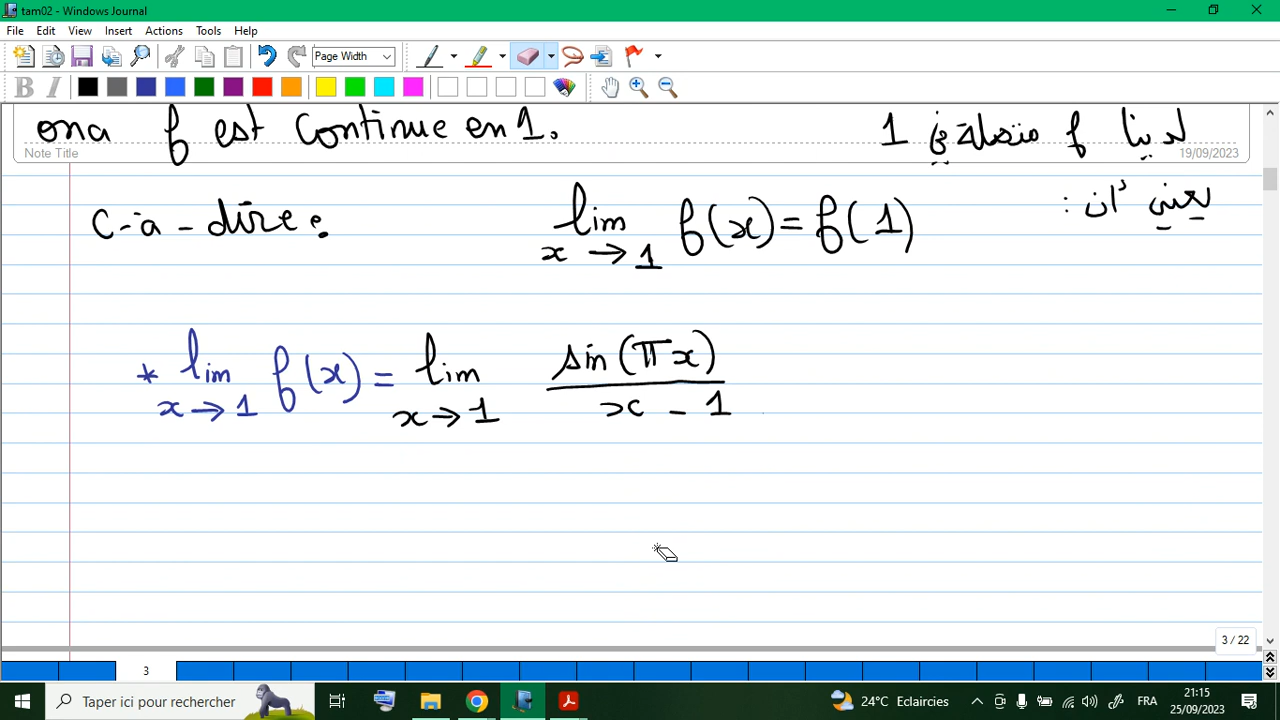 tam02 - Windows Journal
File Edit View Insert Actions Tools Help
Page Width
B I
ona f est Continue en 1. لدينا f متصلة في 1
Note Title 19/09/2023
C-à-dire : lim x → 1 f(x) = f(1) يعني أن :
* lim x → 1 f(x) = lim x → 1 sin(πx) / x - 1
3 / 22
3
Taper ici pour rechercher 24°C Eclaircies FRA 21:15
25/09/2023